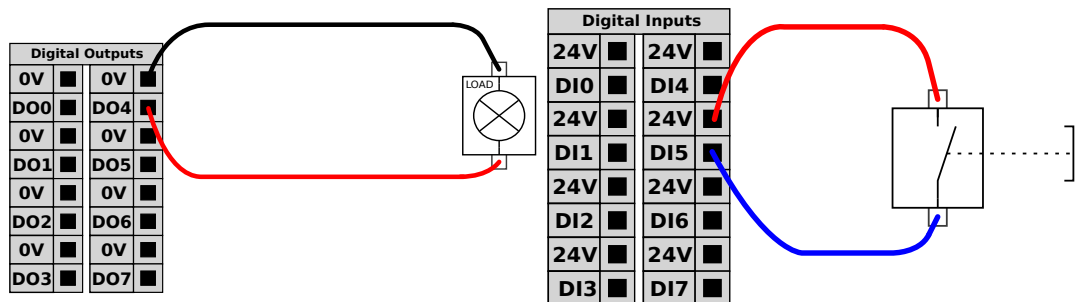 Digital Outputs
0V 0V
DO0 DO4
0V 0V
DO1 DO5
0V 0V
DO2 DO6
0V 0V
DO3 DO7
LOAD
Digital Inputs
24V 24V
DI0 DI4
24V 24V
DI1 DI5
24V 24V
DI2 DI6
24V 24V
DI3 DI7